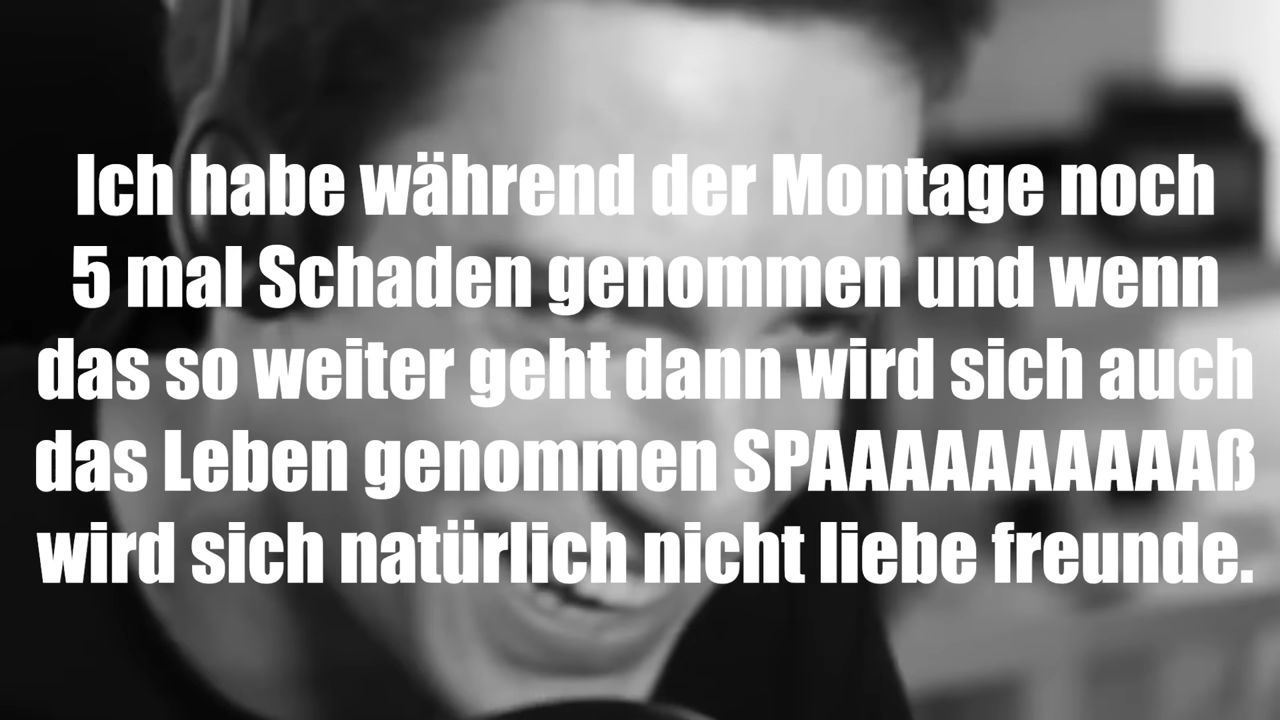 Ich habe während der Montage noch
5 mal Schaden genommen und wenn
das so weiter geht dann wird sich auch
das Leben genommen SPAAAAAAAAAAß
wird sich natürlich nicht liebe freunde.